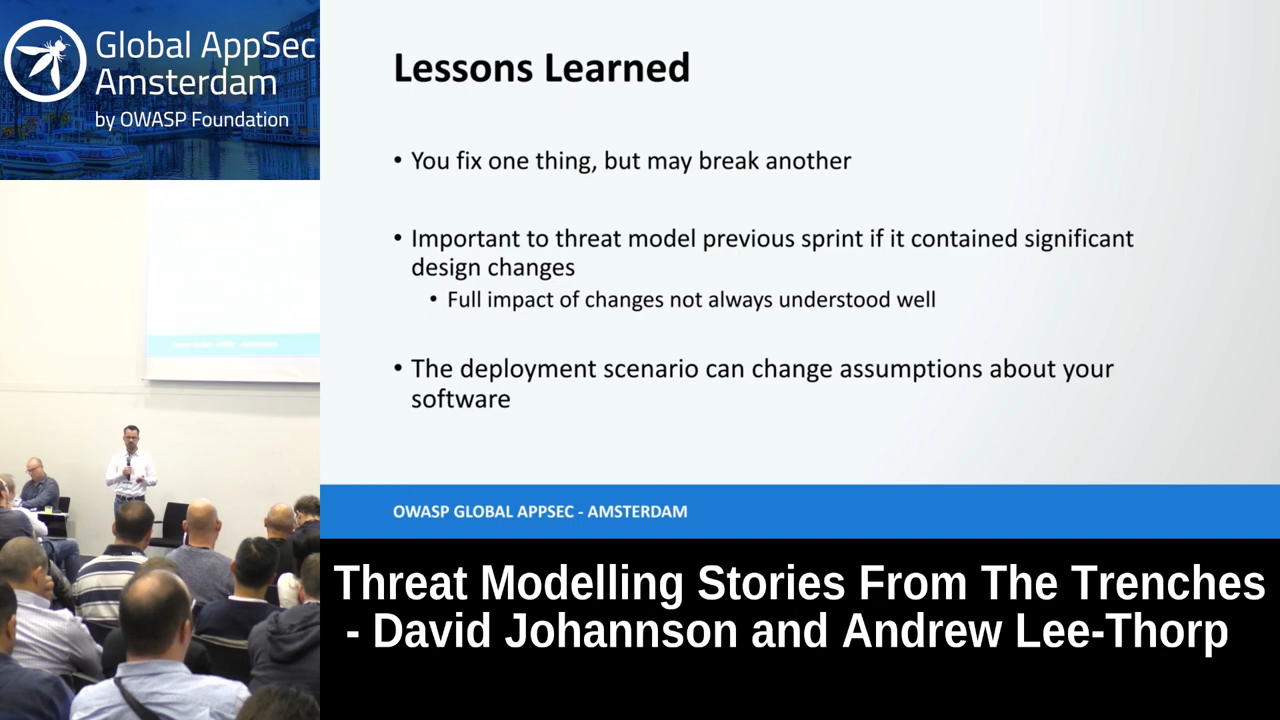 Global AppSec
Amsterdam
by OWASP Foundation
Lessons Learned
• You fix one thing, but may break another
• Important to threat model previous sprint if it contained significant
design changes
• Full impact of changes not always understood well
• The deployment scenario can change assumptions about your
software
OWASP GLOBAL APPSEC - AMSTERDAM
Threat Modelling Stories From The Trenches
- David Johannson and Andrew Lee-Thorp